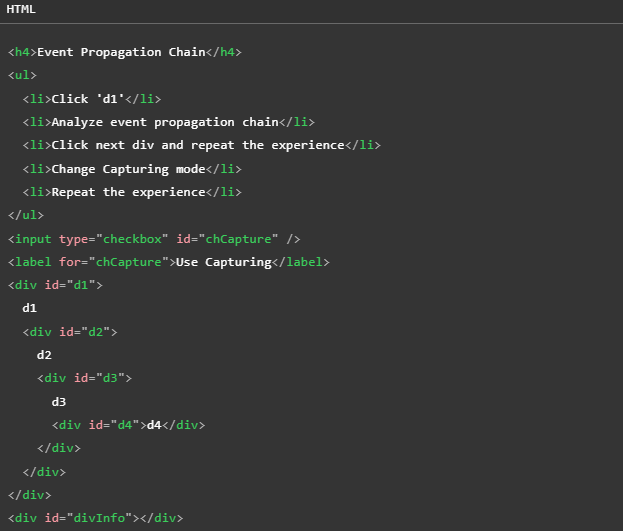 HTML
<h4>Event Propagation Chain</h4>
<ul>
  <li>Click 'd1'</li>
  <li>Analyze event propagation chain</li>
  <li>Click next div and repeat the experience</li>
  <li>Change Capturing mode</li>
  <li>Repeat the experience</li>
</ul>
<input type="checkbox" id="chCapture" />
<label for="chCapture">Use Capturing</label>
<div id="d1">
  d1
  <div id="d2">
    d2
    <div id="d3">
      d3
      <div id="d4">d4</div>
    </div>
  </div>
</div>
<div id="divInfo"></div>